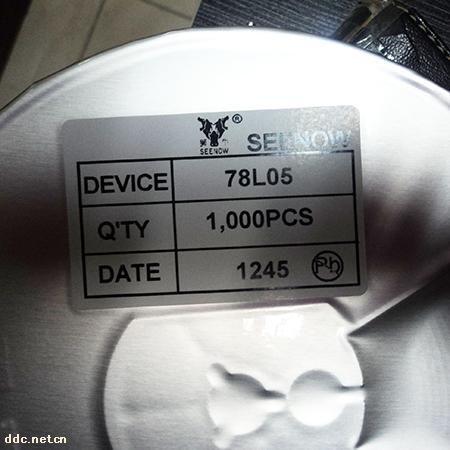 ®
SEENOW
SEENOW
DEVICE 78L05
Q'TY 1,000PCS
DATE 1245 Pb
ddc.net.cn